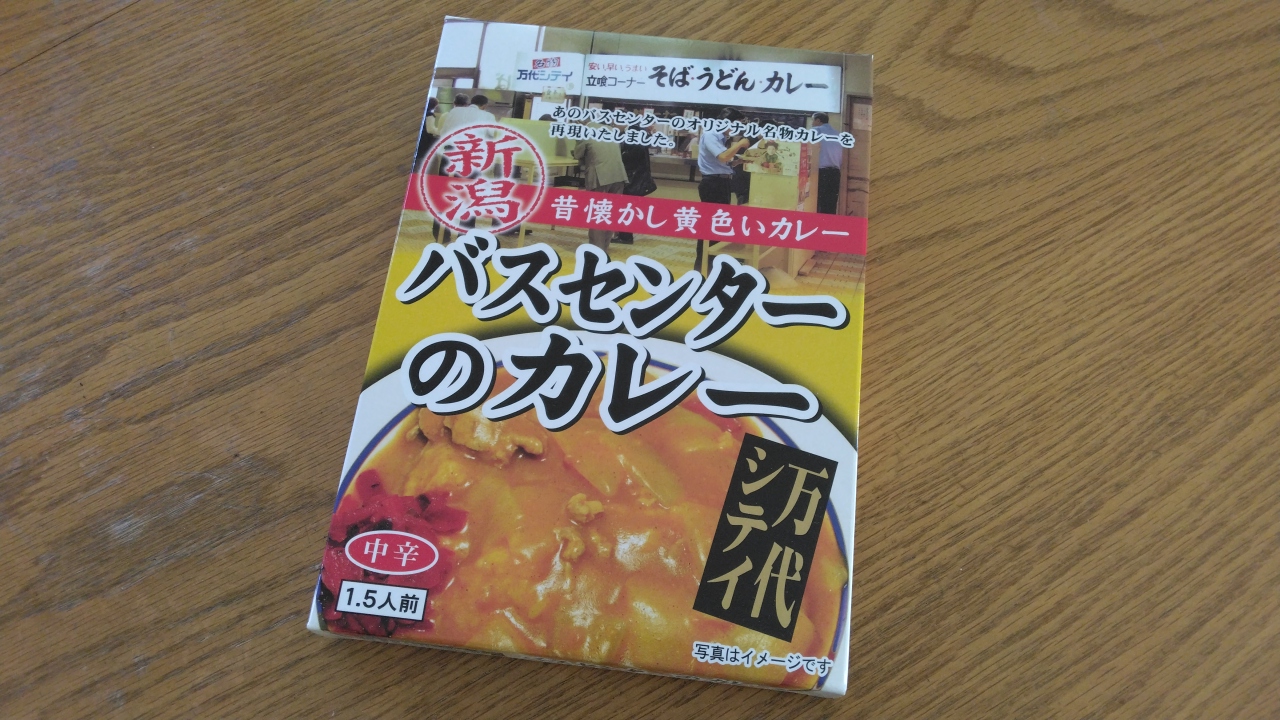 万代シテイ
安い、早い、うまい
立喰コーナー
そば・うどん・カレー
あのバスセンターのオリジナル名物カレーを
再現いたしました。
新潟
昔懐かし黄色いカレー
バスセンター
のカレー
万代
シテイ
中辛
1.5人前
写真はイメージです